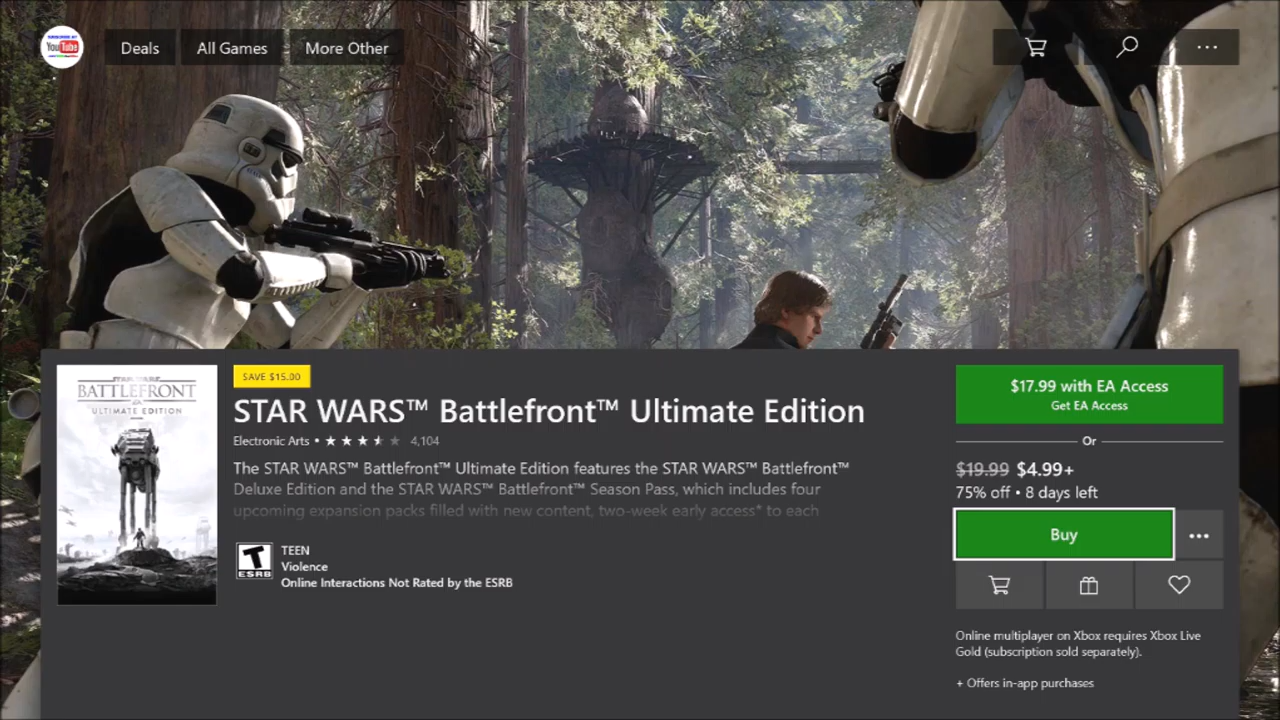 YouTube
Deals
All Games
More Other
SAVE $15.00
STAR WARS™ Battlefront™ Ultimate Edition
Electronic Arts • 4,104
The STAR WARS™ Battlefront™ Ultimate Edition features the STAR WARS™ Battlefront™
Deluxe Edition and the STAR WARS™ Battlefront™ Season Pass, which includes four
upcoming expansion packs filled with new content, two-week early access* to each
STAR WARS
BATTLEFRONT
EA
ULTIMATE EDITION
T
ESRB
TEEN
Violence
Online Interactions Not Rated by the ESRB
$17.99 with EA Access
Get EA Access
Or
$19.99 $4.99+
75% off • 8 days left
Buy
Online multiplayer on Xbox requires Xbox Live
Gold (subscription sold separately).
+ Offers in-app purchases